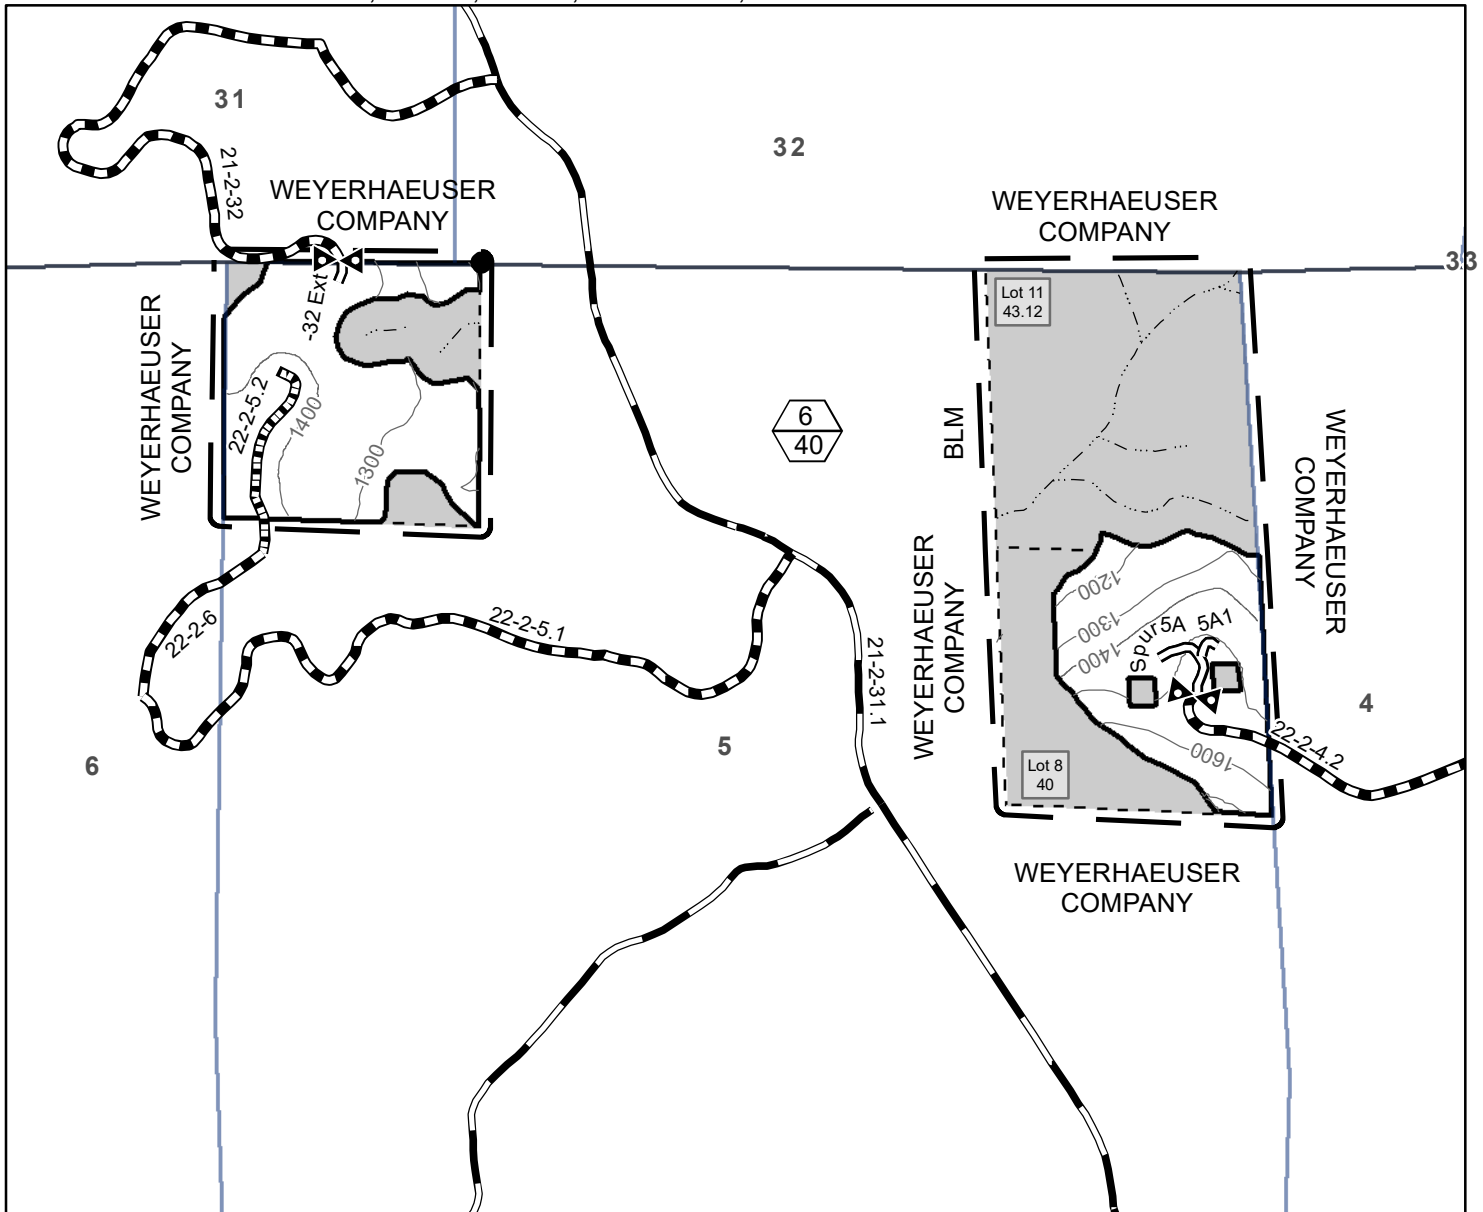 31
32
21-2-32
WEYERHAEUSER
COMPANY
WEYERHAEUSER
COMPANY
33
Lot 11
43.12
-32 Ext
WEYERHAEUSER
COMPANY
22-2-5.2
1400
1300
6
40
BLM
WEYERHAEUSER
COMPANY
WEYERHAEUSER
COMPANY
1200
1300
1400
Spur5A 5A1
22-2-6
22-2-5.1
21-2-31.1
4
22-2-4.2
1600
5
6
Lot 8
40
WEYERHAEUSER
COMPANY